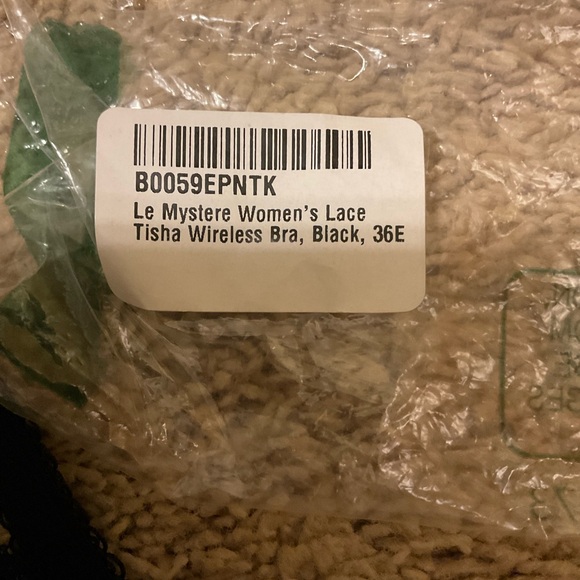 B0059EPNTK
Le Mystere Women's Lace
Tisha Wireless Bra, Black, 36E